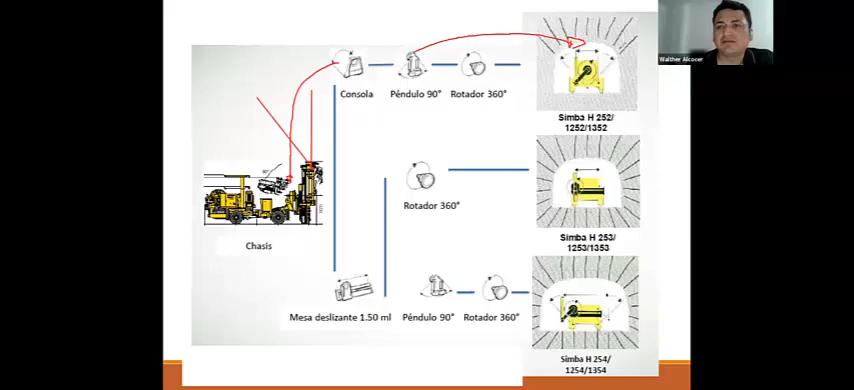 Walther Alcocer
Consola
Péndulo 90°
Rotador 360°
Simba H 252/
1252/1352
90°
Rotador 360°
Simba H 253/
1253/1353
Chasis
Mesa deslizante 1.50 ml
Péndulo 90°
Rotador 360°
Simba H 254/
1254/1354